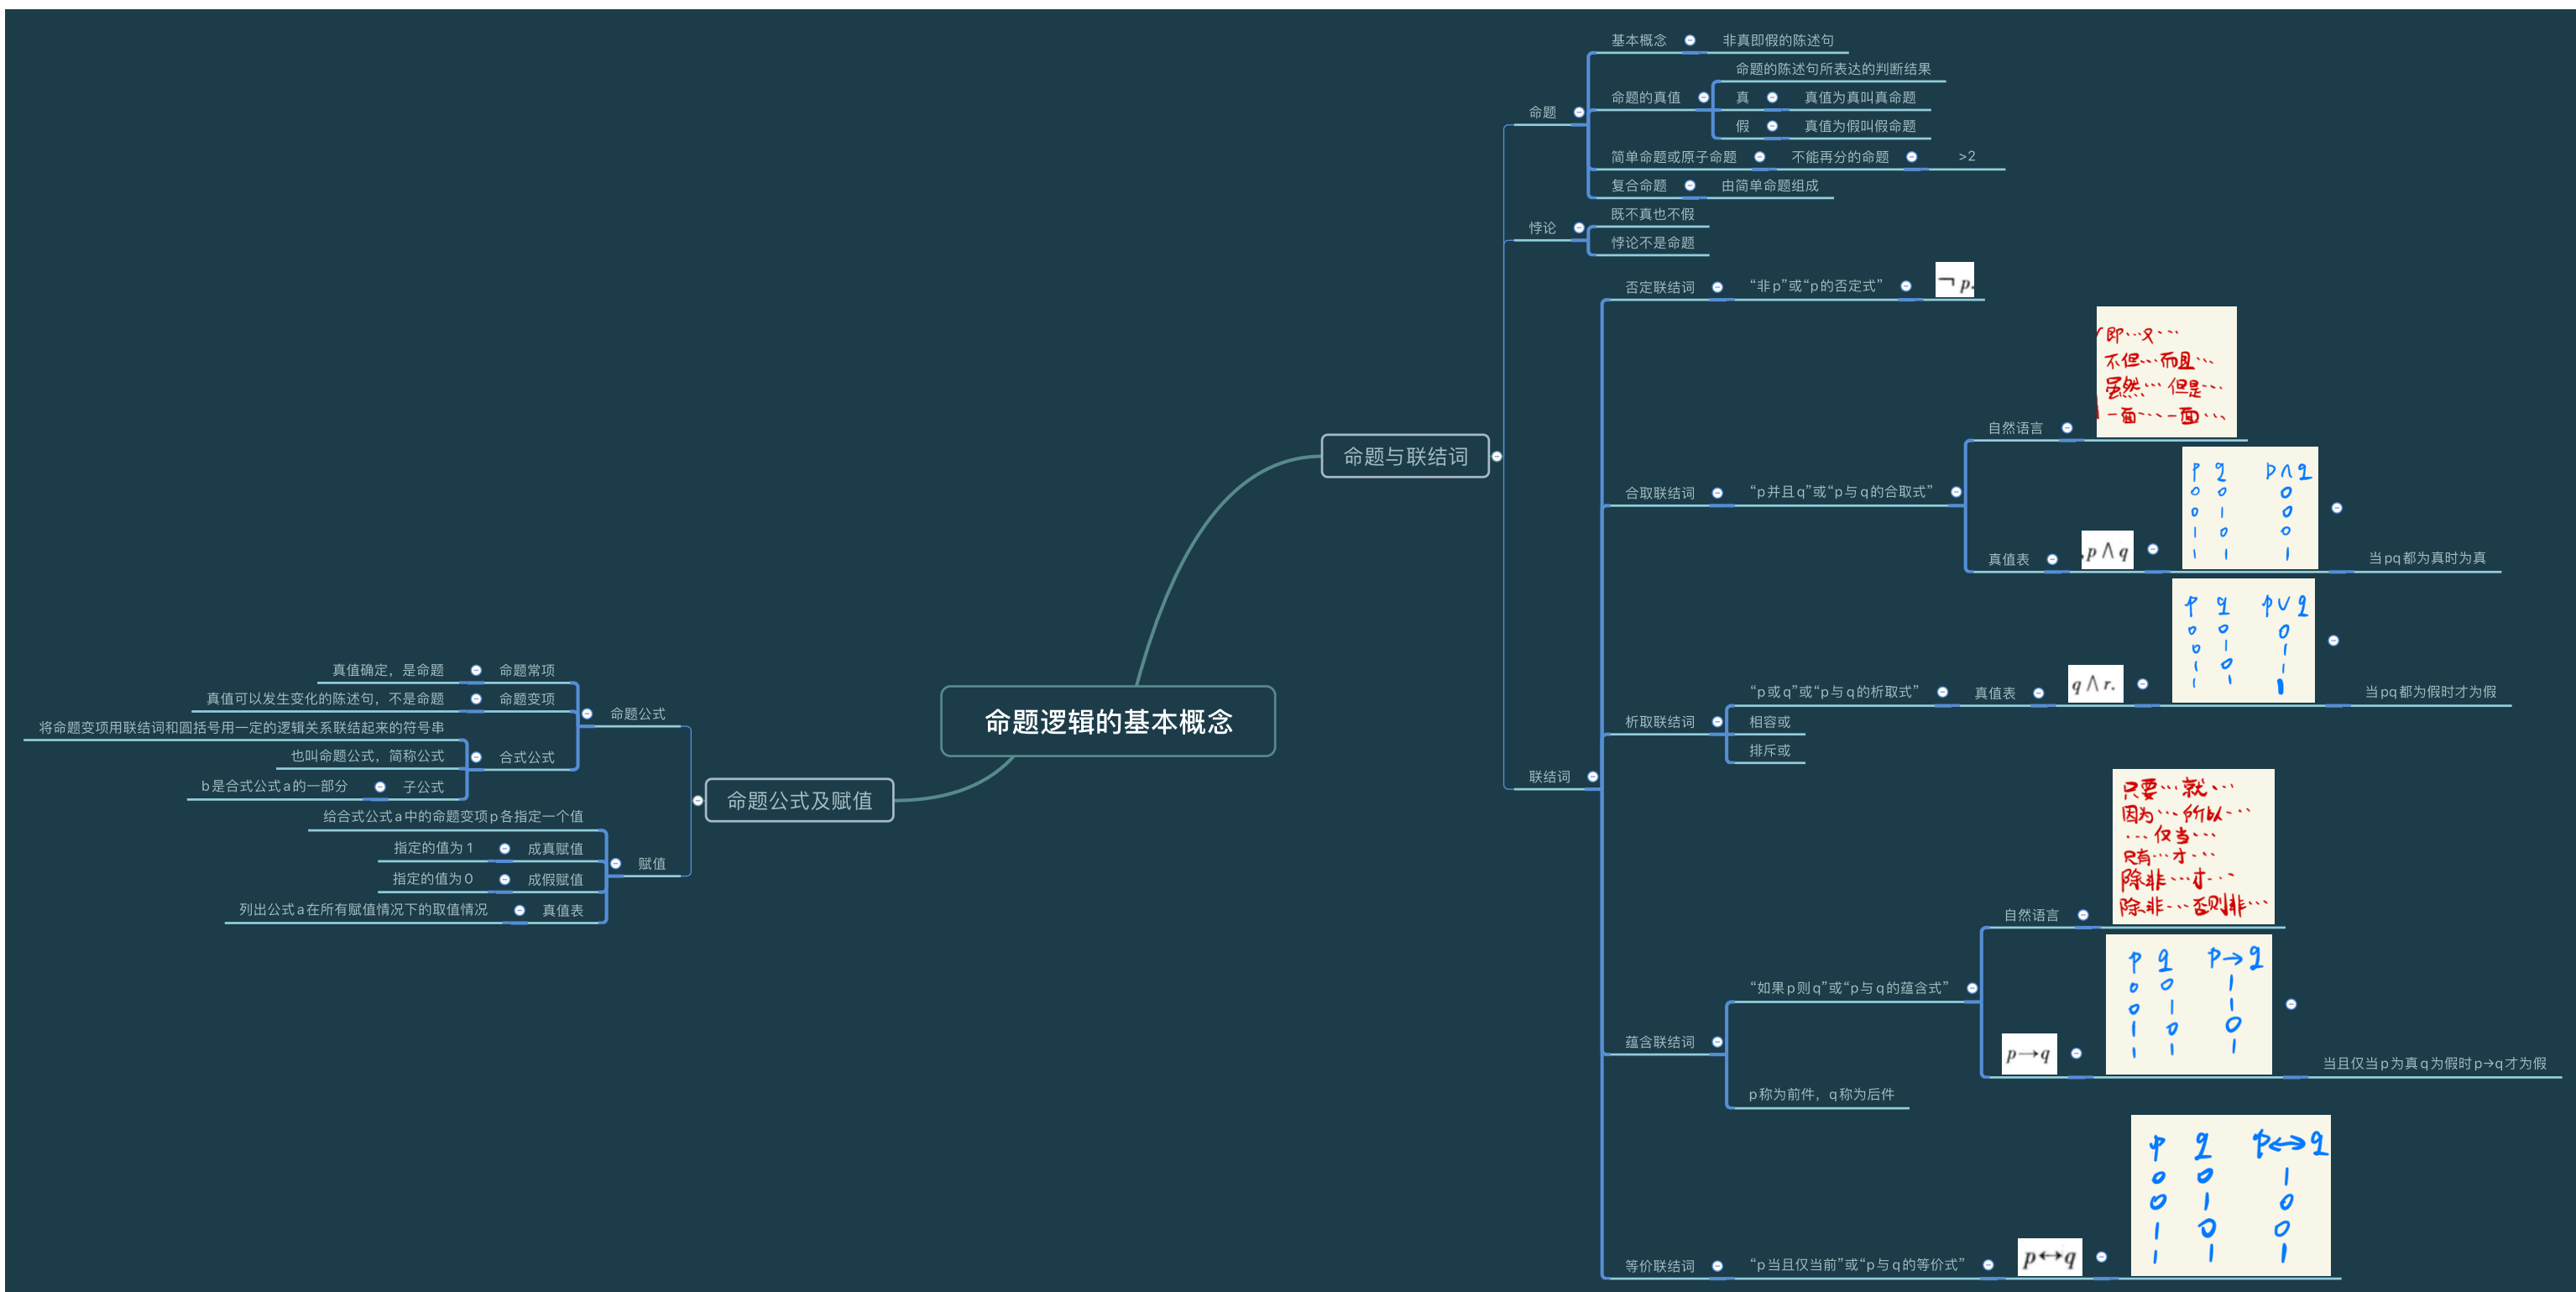 命题逻辑的基本概念
命题与联结词
命题
基本概念
非真即假的陈述句
命题的真值
命题的陈述句所表达的判断结果
真
真值为真叫真命题
假
真值为假叫假命题
简单命题或原子命题
不能再分的命题
>2
复合命题
由简单命题组成
悖论
既不真也不假
悖论不是命题
联结词
否定联结词
“非p”或“p的否定式”
¬ p.
合取联结词
“p并且q”或“p与q的合取式”
自然语言
即…又…
不但…而且…
虽然…但是…
一面…一面…
真值表
p∧q
p q p∧q
0 0 0
0 1 0
1 0 0
1 1 1
当pq都为真时为真
析取联结词
“p或q”或“p与q的析取式”
真值表
q∧r.
p q p∨q
0 0 0
0 1 1
1 0 1
1 1 1
当pq都为假时才为假
相容或
排斥或
蕴含联结词
“如果p则q”或“p与q的蕴含式”
自然语言
只要…就…
因为…所以…
…仅当…
只有…才…
除非…才…
除非…否则非…
p→q
p q p→q
0 0 1
0 1 1
1 0 0
1 1 1
当且仅当p为真q为假时p→q才为假
p称为前件，q称为后件
等价联结词
“p当且仅当前”或“p与q的等价式”
p↔q
p q p↔q
0 0 1
0 1 0
1 0 0
1 1 1
命题公式及赋值
命题公式
命题常项
真值确定，是命题
命题变项
真值可以发生变化的陈述句，不是命题
合式公式
将命题变项用联结词和圆括号用一定的逻辑关系联结起来的符号串
也叫命题公式，简称公式
子公式
b是合式公式a的一部分
赋值
给合式公式a中的命题变项p各指定一个值
成真赋值
指定的值为1
成假赋值
指定的值为0
真值表
列出公式a在所有赋值情况下的取值情况